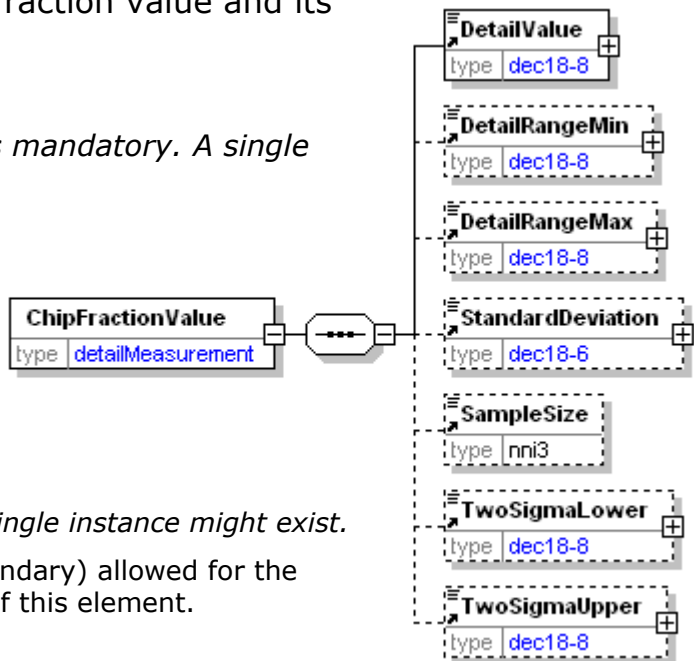 raction value and its
s mandatory. A single
ingle instance might exist.
ndary) allowed for the
f this element.
ChipFractionValue
type detailMeasurement
DetailValue
type dec18-8
DetailRangeMin
type dec18-8
DetailRangeMax
type dec18-8
StandardDeviation
type dec18-6
SampleSize
type nni3
TwoSigmaLower
type dec18-8
TwoSigmaUpper
type dec18-8